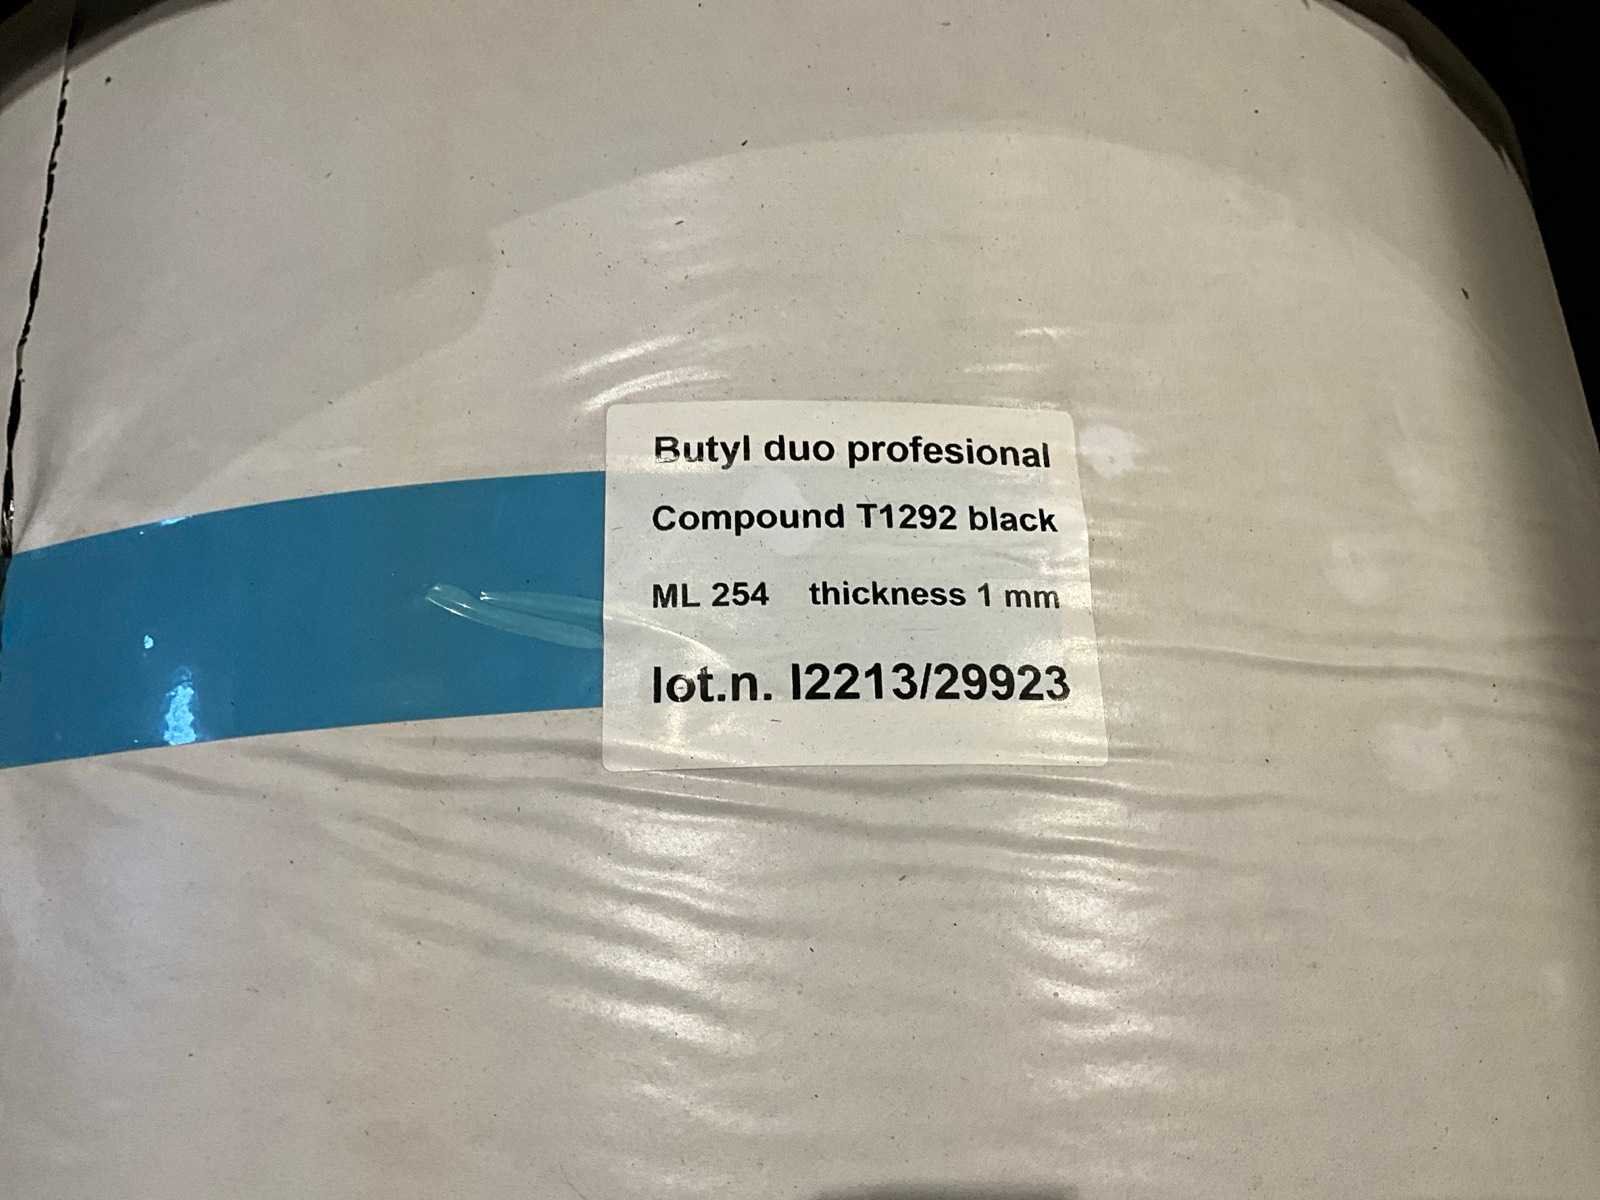 Butyl duo profesional
Compound T1292 black
ML 254 thickness 1 mm
lot.n. I2213/29923